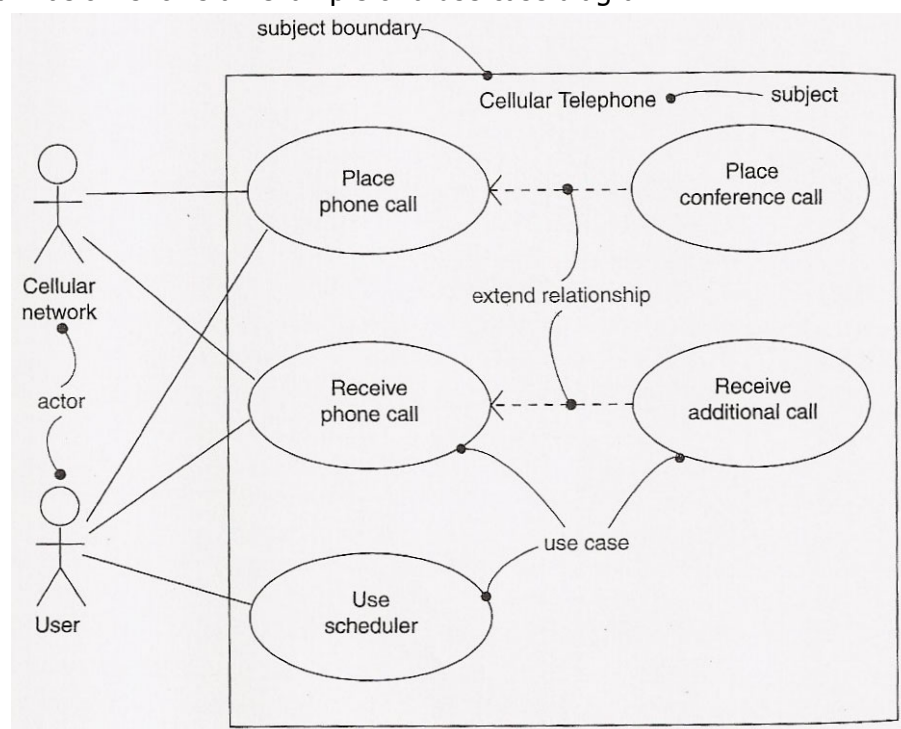 subject boundary
Cellular Telephone
subject
Place
phone call
Place
conference call
Cellular
network
extend relationship
actor
Receive
phone call
Receive
additional call
use case
Use
scheduler
User